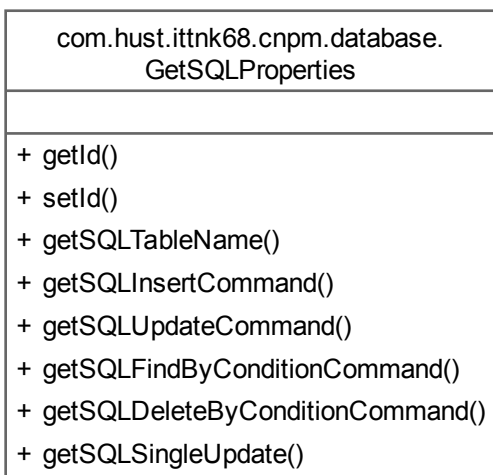 com.hust.ittnk68.cnpm.database.
GetSQLProperties
+ getId()
+ setId()
+ getSQLTableName()
+ getSQLInsertCommand()
+ getSQLUpdateCommand()
+ getSQLFindByConditionCommand()
+ getSQLDeleteByConditionCommand()
+ getSQLSingleUpdate()